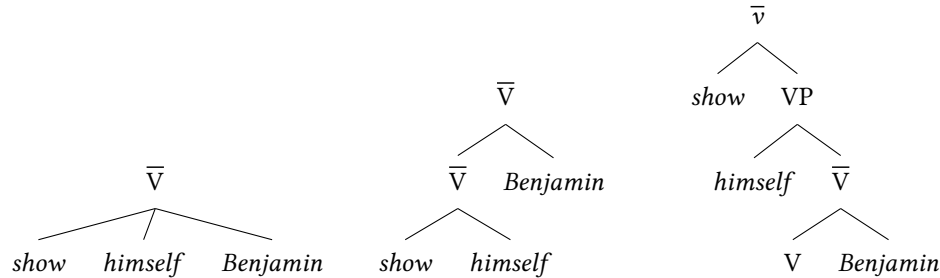 V̅
show himself Benjamin
V̅
V̅ Benjamin
show himself
v̅
show VP
himself V̅
V Benjamin